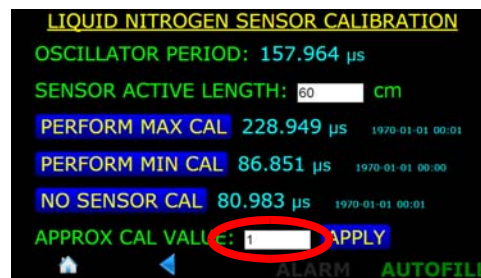 LIQUID NITROGEN SENSOR CALIBRATION
OSCILLATOR PERIOD: 157.964 µs
SENSOR ACTIVE LENGTH: 60 cm
PERFORM MAX CAL 228.949 µs 1970-01-01 00:01
PERFORM MIN CAL 86.851 µs 1970-01-01 00:00
NO SENSOR CAL 80.983 µs 1970-01-01 00:01
APPROX CAL VALUE: 1 APPLY
ALARM AUTOFILL